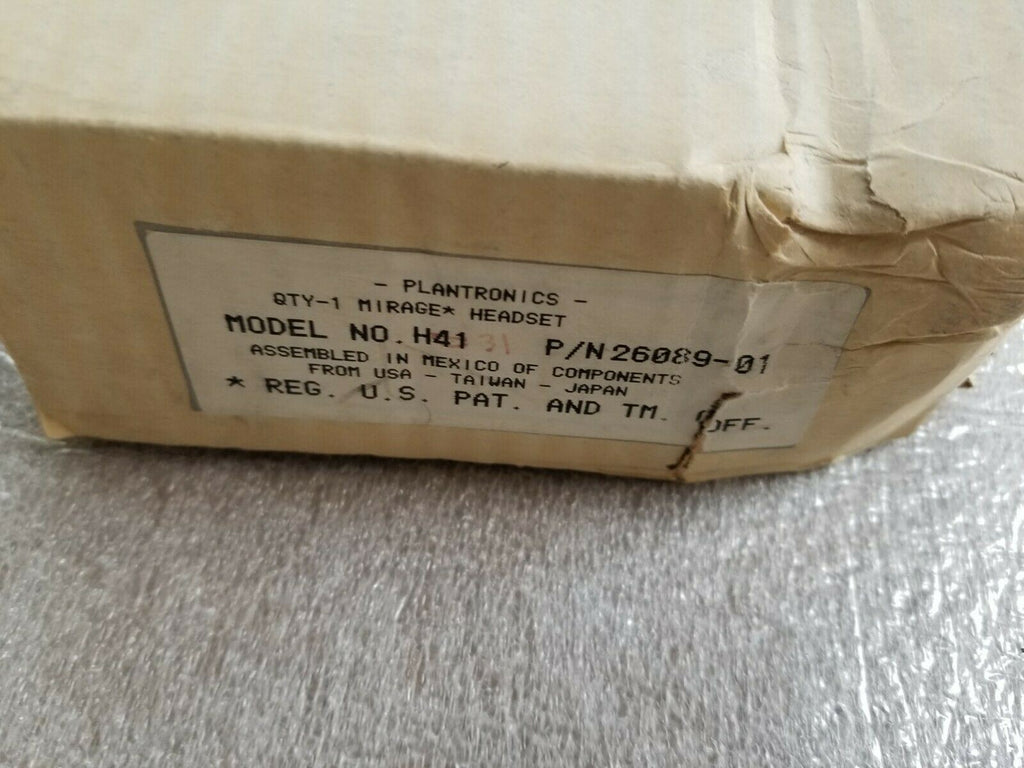 - PLANTRONICS -
QTY-1 MIRAGE* HEADSET
MODEL NO. H41 31 P/N 26089-01
ASSEMBLED IN MEXICO OF COMPONENTS
FROM USA - TAIWAN - JAPAN
* REG. U.S. PAT. AND TM. OFF.